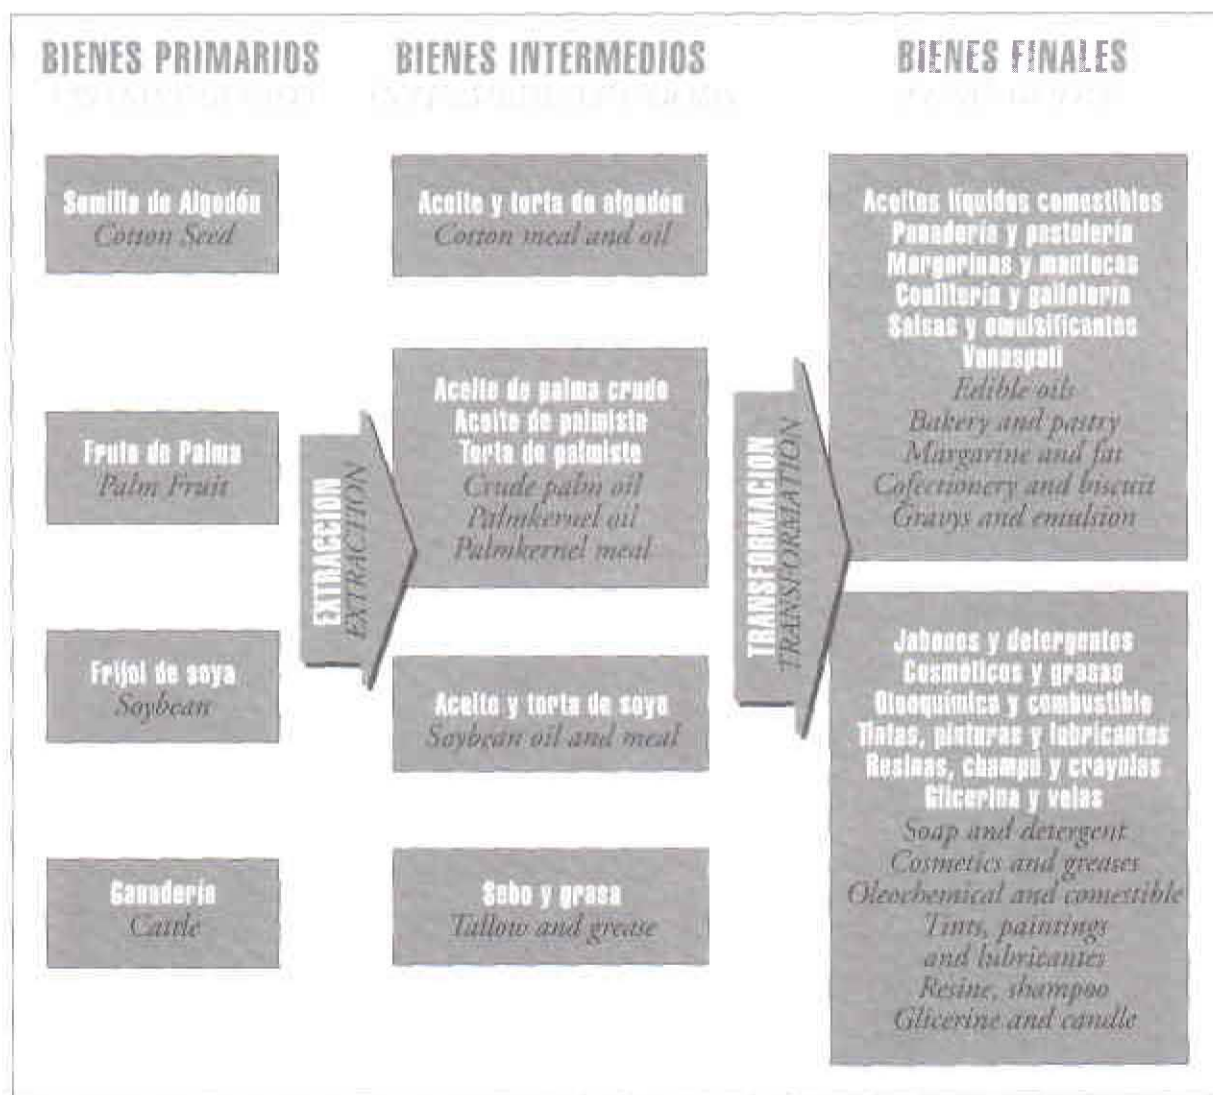 BIENES PRIMARIOS
BIENES INTERMEDIOS
BIENES FINALES
Semilla de Algodón
Cotton Seed
Fruto de Palma
Palm Fruit
Frijol de soya
Soybean
Ganadería
Cattle
EXTRACCION
EXTRACTION
Aceite y torta de algodón
Cotton meal and oil
Aceite de palma crudo
Aceite de palmiste
Torta de palmiste
Crude palm oil
Palmkernel oil
Palmkernel meal
Aceite y torta de soya
Soybean oil and meal
Sebo y grasa
Tallow and grease
TRANSFORMACION
TRANSFORMATION
Aceites líquidos comestibles
Panadería y pastelería
Margarinas y mantecas
Confitería y galletería
Salsas y emulsificantes
Vanaspati
Edible oils
Bakery and pastry
Margarine and fat
Cofectionery and biscuit
Gravys and emulsion
Jabones y detergentes
Cosméticos y grasas
Oleoquímica y combustible
Tintas, pinturas y lubricantes
Resinas, champú y crayolas
Glicerina y velas
Soap and detergent
Cosmetics and greases
Oleochemical and comestible
Tints, paintings
and lubricantes
Resine, shampoo
Glicerine and candle